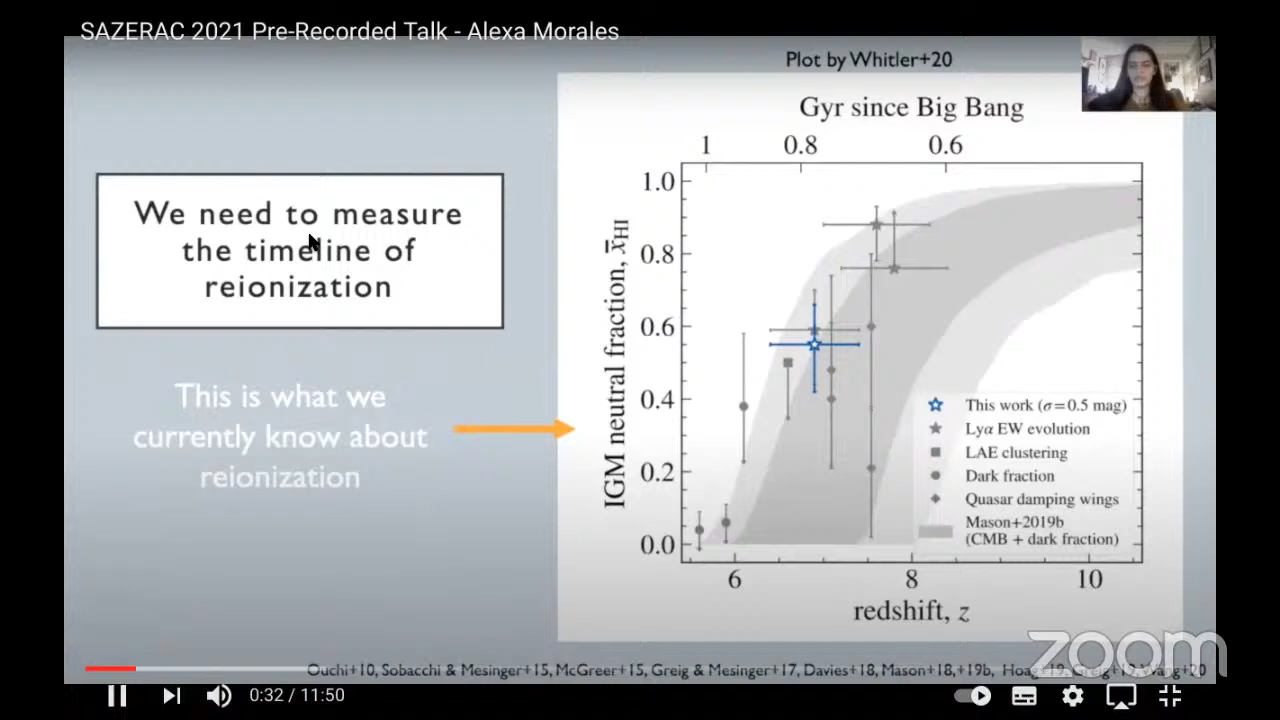 SAZERAC 2021 Pre-Recorded Talk - Alexa Morales
Plot by Whitler+20
We need to measure
the timeline of
reionization
This is what we
currently know about
reionization
Gyr since Big Bang
1 0.8 0.6
1.0
0.8
0.6
0.4
0.2
0.0
IGM neutral fraction, x̄HI
This work (σ=0.5 mag)
Lyα EW evolution
LAE clustering
Dark fraction
Quasar damping wings
Mason+2019b
(CMB + dark fraction)
6 8 10
redshift, z
Ouchi+10, Sobacchi & Mesinger+15, McGreer+15, Greig & Mesinger+17, Davies+18, Mason+18,+19b,
zoom
0:32 / 11:50